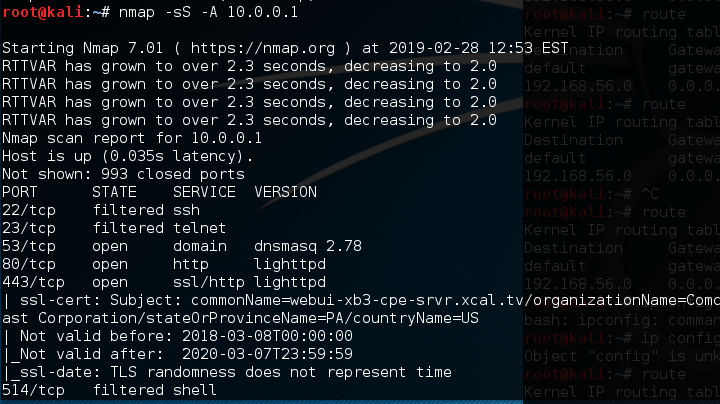 root@kali:~# nmap -sS -A 10.0.0.1
Starting Nmap 7.01 ( https://nmap.org ) at 2019-02-28 12:53 EST
RTTVAR has grown to over 2.3 seconds, decreasing to 2.0
RTTVAR has grown to over 2.3 seconds, decreasing to 2.0
RTTVAR has grown to over 2.3 seconds, decreasing to 2.0
RTTVAR has grown to over 2.3 seconds, decreasing to 2.0
Nmap scan report for 10.0.0.1
Host is up (0.035s latency).
Not shown: 993 closed ports
PORT STATE SERVICE VERSION
22/tcp filtered ssh
23/tcp filtered telnet
53/tcp open domain dnsmasq 2.78
80/tcp open http lighttpd
443/tcp open ssl/http lighttpd
| ssl-cert: Subject: commonName=webui-xb3-cpe-srvr.xcal.tv/organizationName=Comc
ast Corporation/stateOrProvinceName=PA/countryName=US
| Not valid before: 2018-03-08T00:00:00
|_Not valid after: 2020-03-07T23:59:59
|_ssl-date: TLS randomness does not represent time
514/tcp filtered shell
root@kali:~# route
Kernel IP routing tabl
Destination Gatewa
default gatewa
192.168.56.0 0.0.0.
root@kali:~# route
Kernel IP routing tabl
Destination Gatewa
default gatewa
192.168.56.0 0.0.0.
root@kali:~# ^C
root@kali:~# route
Kernel IP routing tabl
Destination Gatewa
default gatewa
192.168.56.0 0.0.0.
root@kali:~# ipconfig
bash: ipconfig: comman
root@kali:~# ip config
Object "config" is unk
root@kali:~# route
Kernel IP routing tabl